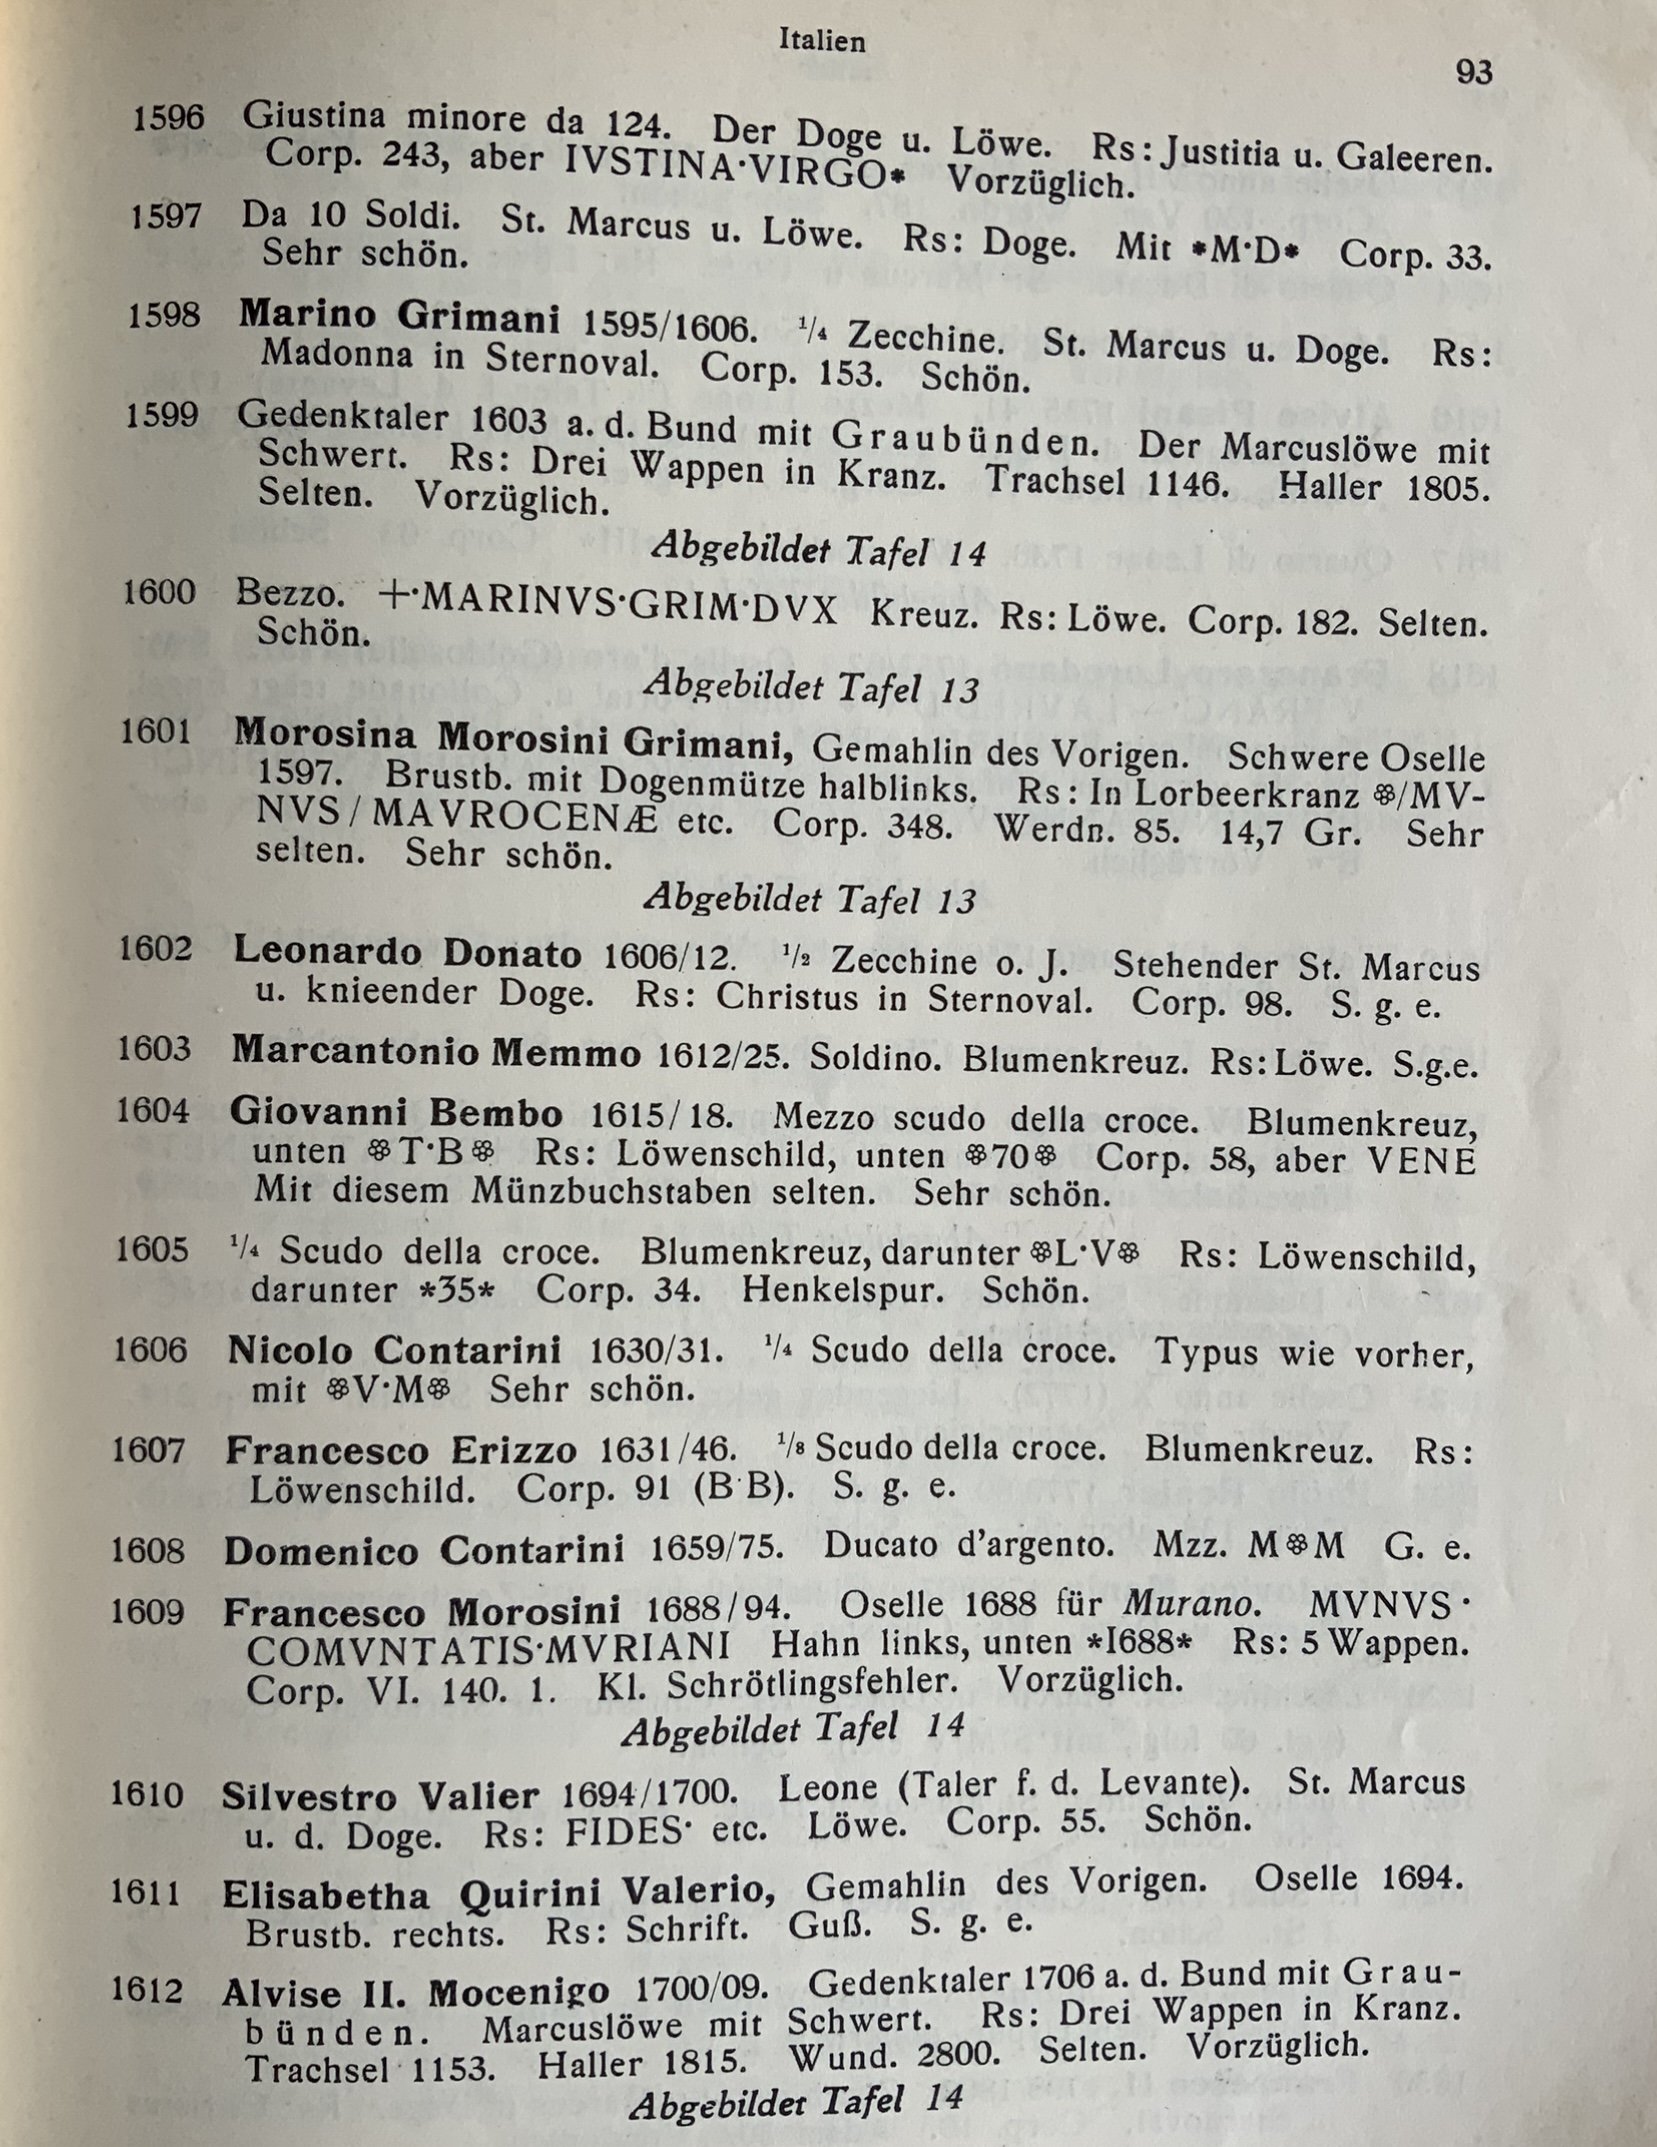 Italien
93
1596 Giustina minore da 124. Der Doge u. Löwe. Rs: Justitia u. Galeeren.
Corp. 243, aber IVSTINA·VIRGO* Vorzüglich.
1597 Da 10 Soldi. St. Marcus u. Löwe. Rs: Doge. Mit *M·D* Corp. 33.
Sehr schön.
1598 Marino Grimani 1595/1606. ¹/₄ Zecchine. St. Marcus u. Doge. Rs:
Madonna in Sternoval. Corp. 153. Schön.
1599 Gedenktaler 1603 a. d. Bund mit Graubünden. Der Marcuslöwe mit
Schwert. Rs: Drei Wappen in Kranz. Trachsel 1146. Haller 1805.
Selten. Vorzüglich.
Abgebildet Tafel 14
1600 Bezzo. +·MARINVS·GRIM·DVX Kreuz. Rs: Löwe. Corp. 182. Selten.
Schön.
Abgebildet Tafel 13
1601 Morosina Morosini Grimani, Gemahlin des Vorigen. Schwere Oselle
1597. Brustb. mit Dogenmütze halblinks. Rs: In Lorbeerkranz ❀/MV-
NVS/MAVROCENÆ etc. Corp. 348. Werdn. 85. 14,7 Gr. Sehr
selten. Sehr schön.
Abgebildet Tafel 13
1602 Leonardo Donato 1606/12. ¹/₂ Zecchine o. J. Stehender St. Marcus
u. knieender Doge. Rs: Christus in Sternoval. Corp. 98. S. g. e.
1603 Marcantonio Memmo 1612/25. Soldino. Blumenkreuz. Rs: Löwe. S.g.e.
1604 Giovanni Bembo 1615/18. Mezzo scudo della croce. Blumenkreuz,
unten ❀T·B❀ Rs: Löwenschild, unten ❀70❀ Corp. 58, aber VENE
Mit diesem Münzbuchstaben selten. Sehr schön.
1605 ¹/₄ Scudo della croce. Blumenkreuz, darunter ❀L·V❀ Rs: Löwenschild,
darunter *35* Corp. 34. Henkelspur. Schön.
1606 Nicolo Contarini 1630/31. ¹/₄ Scudo della croce. Typus wie vorher,
mit ❀V·M❀ Sehr schön.
1607 Francesco Erizzo 1631/46. ¹/₈ Scudo della croce. Blumenkreuz. Rs:
Löwenschild. Corp. 91 (B·B). S. g. e.
1608 Domenico Contarini 1659/75. Ducato d’argento. Mzz. M❀M G. e.
1609 Francesco Morosini 1688/94. Oselle 1688 für Murano. MVNVS·
COMVNTATIS·MVRIANI Hahn links, unten *I688* Rs: 5 Wappen.
Corp. VI. 140. 1. Kl. Schrötlingsfehler. Vorzüglich.
Abgebildet Tafel 14
1610 Silvestro Valier 1694/1700. Leone (Taler f. d. Levante). St. Marcus
u. d. Doge. Rs: FIDES· etc. Löwe. Corp. 55. Schön.
1611 Elisabetha Quirini Valerio, Gemahlin des Vorigen. Oselle 1694.
Brustb. rechts. Rs: Schrift. Guß. S. g. e.
1612 Alvise II. Mocenigo 1700/09. Gedenktaler 1706 a. d. Bund mit Grau-
bünden. Marcuslöwe mit Schwert. Rs: Drei Wappen in Kranz.
Trachsel 1153. Haller 1815. Wund. 2800. Selten. Vorzüglich.
Abgebildet Tafel 14